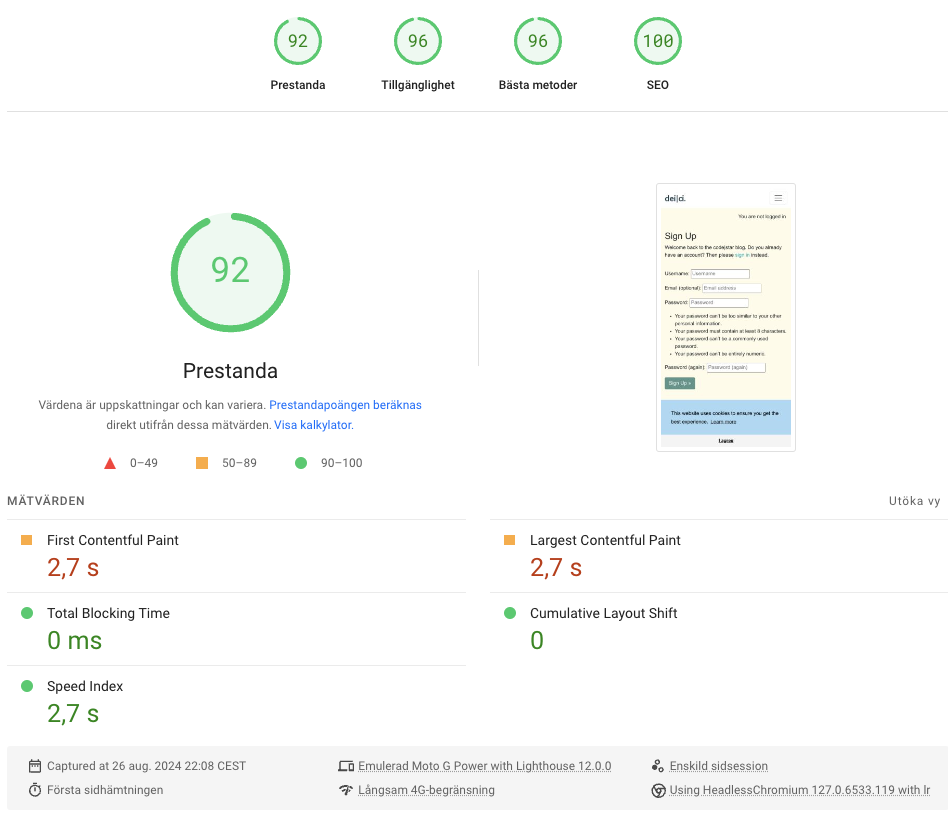 92
96
96
100
Prestanda
Tillgänglighet
Bästa metoder
SEO
92
Prestanda
Värdena är uppskattningar och kan variera. Prestandapoängen beräknas
direkt utifrån dessa mätvärden. Visa kalkylator.
0–49
50–89
90–100
dei|d.
You are not logged in
Sign Up
Welcome back to the code|star blog. Do you already
have an account? Then please sign in instead.
Username: Username
Email (optional): Email address
Password: Password
• Your password can't be too similar to your other
personal information.
• Your password must contain at least 8 characters.
• Your password can't be a commonly used
password.
• Your password can't be entirely numeric.
Password (again): Password (again)
Sign Up »
This website uses cookies to ensure you get the
best experience. Learn more
MÄTVÄRDEN
Utöka vy
First Contentful Paint
2,7 s
Largest Contentful Paint
2,7 s
Total Blocking Time
0 ms
Cumulative Layout Shift
0
Speed Index
2,7 s
Captured at 26 aug. 2024 22:08 CEST
Emulerad Moto G Power with Lighthouse 12.0.0
Enskild sidsession
Första sidhämtningen
Långsam 4G-begränsning
Using HeadlessChromium 127.0.6533.119 with lr